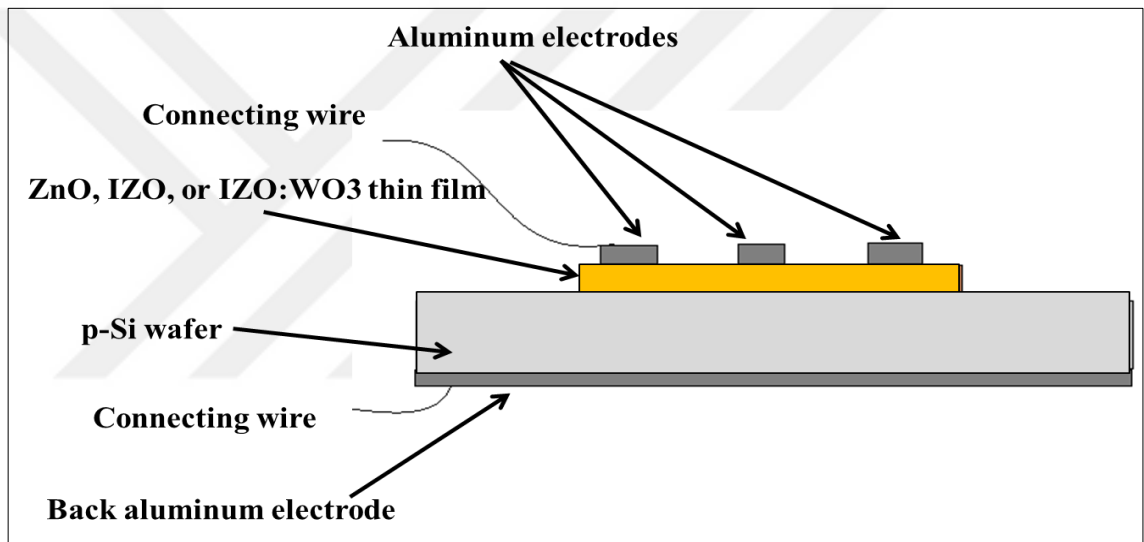 Aluminum electrodes
Connecting wire
ZnO, IZO, or IZO:WO3 thin film
p-Si wafer
Connecting wire
Back aluminum electrode